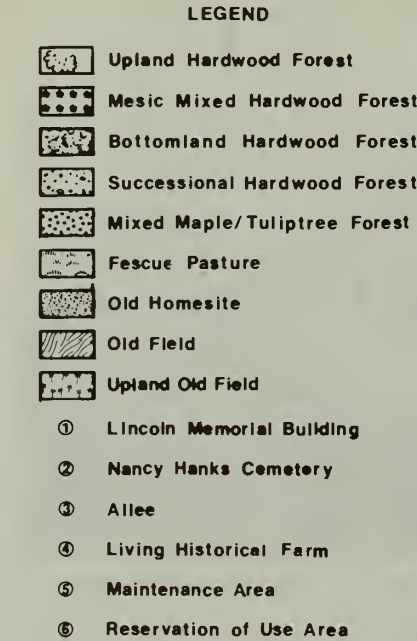 LEGEND
Upland Hardwood Forest
Mesic Mixed Hardwood Forest
Bottomland Hardwood Forest
Successional Hardwood Forest
Mixed Maple/Tuliptree Forest
Fescue Pasture
Old Homesite
Old Field
Upland Old Field
① Lincoln Memorial Building
② Nancy Hanks Cemetery
③ Allee
④ Living Historical Farm
⑤ Maintenance Area
⑥ Reservation of Use Area